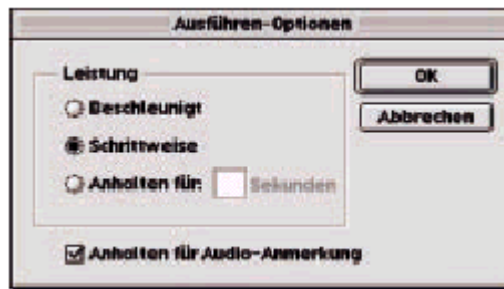 Ausführen-Optionen
Leistung
OK
Beschleunigt
Abbrechen
Schrittweise
Anhalten für: Sekunden
Anhalten für Audio-Anmerkung